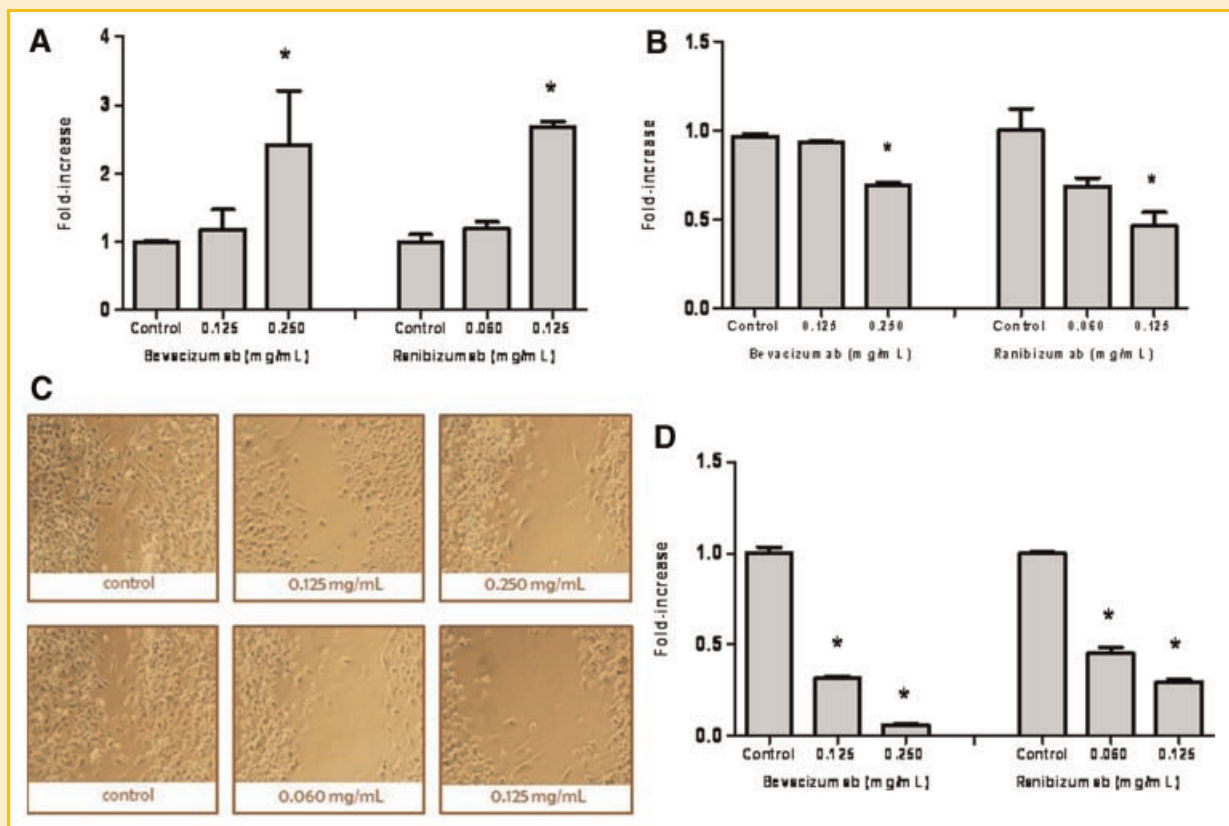 A
Fold-increase
4
3
2
1
0
*
*
Control 0.125 0.250 Control 0.060 0.125
Bevacizumab (mg/mL) Ranibizumab (mg/mL)
B
Fold-increase
1.5
1.0
0.5
0.0
*
*
Control 0.125 0.250 Control 0.060 0.125
Bevacizumab (mg/mL) Ranibizumab (mg/mL)
C
control 0.125 mg/mL 0.250 mg/mL
control 0.060 mg/mL 0.125 mg/mL
D
Fold-increase
1.5
1.0
0.5
0.0
*
*
*
*
Control 0.125 0.250 Control 0.060 0.125
Bevacizumab (mg/mL) Ranibizumab (mg/mL)